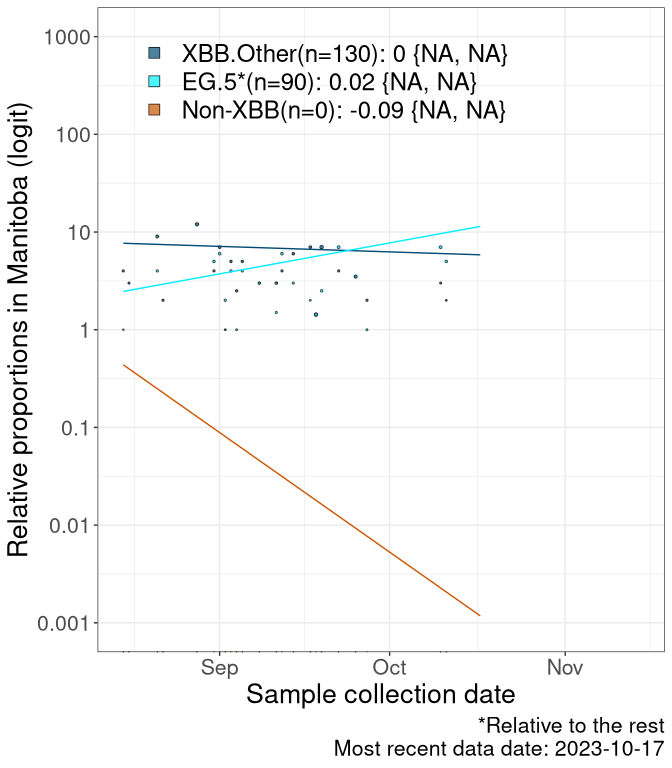 1000
100
10
1
0.1
0.01
0.001
Relative proportions in Manitoba (logit)
XBB.Other(n=130): 0 {NA, NA}
EG.5*(n=90): 0.02 {NA, NA}
Non-XBB(n=0): -0.09 {NA, NA}
Sep Oct Nov
Sample collection date
*Relative to the rest
Most recent data date: 2023-10-17